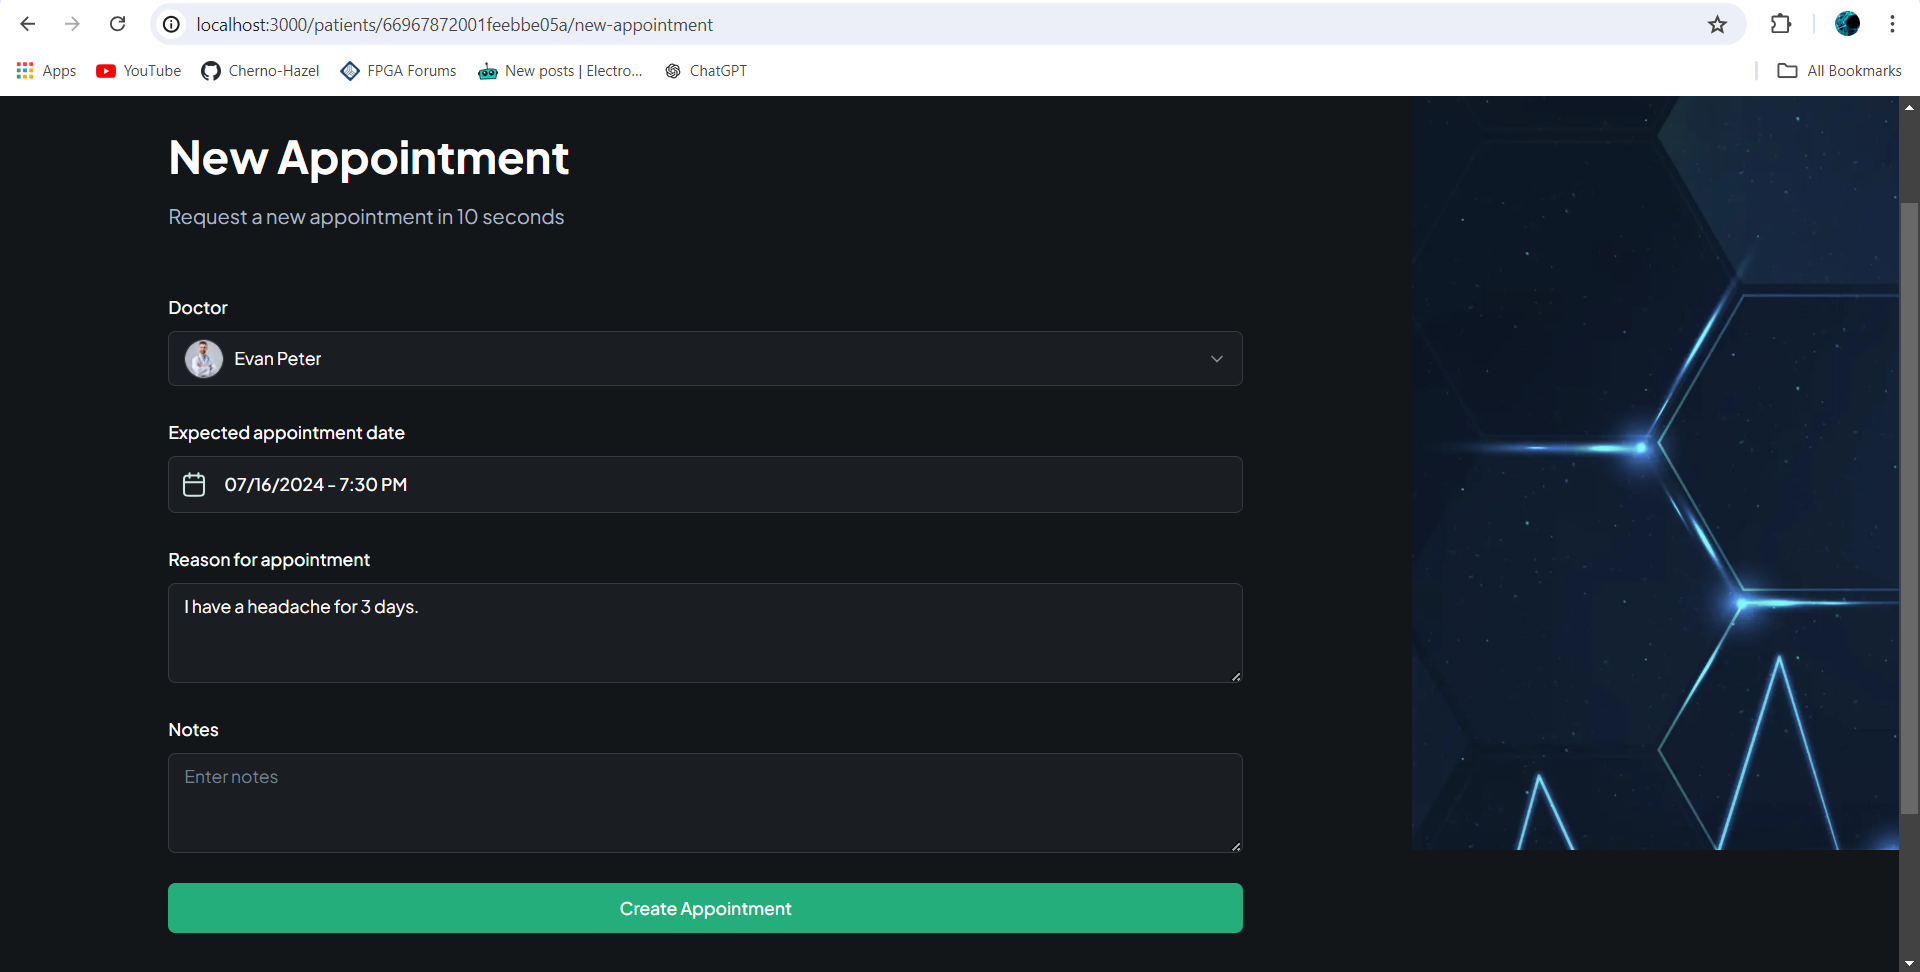 localhost:3000/patients/66967872001feebbe05a/new-appointment
Apps YouTube Cherno-Hazel FPGA Forums New posts | Electro... ChatGPT All Bookmarks
New Appointment
Request a new appointment in 10 seconds
Doctor
Evan Peter
Expected appointment date
07/16/2024 - 7:30 PM
Reason for appointment
I have a headache for 3 days.
Notes
Enter notes
Create Appointment